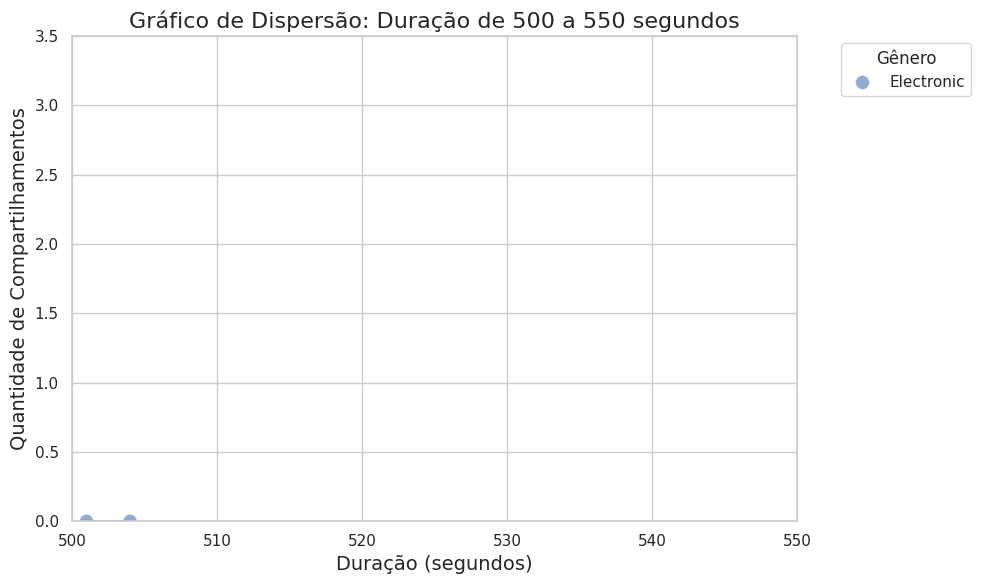 Gráfico de Dispersão: Duração de 500 a 550 segundos
Gênero
Electronic
Quantidade de Compartilhamentos
3.5
3.0
2.5
2.0
1.5
1.0
0.5
0.0
500 510 520 530 540 550
Duração (segundos)